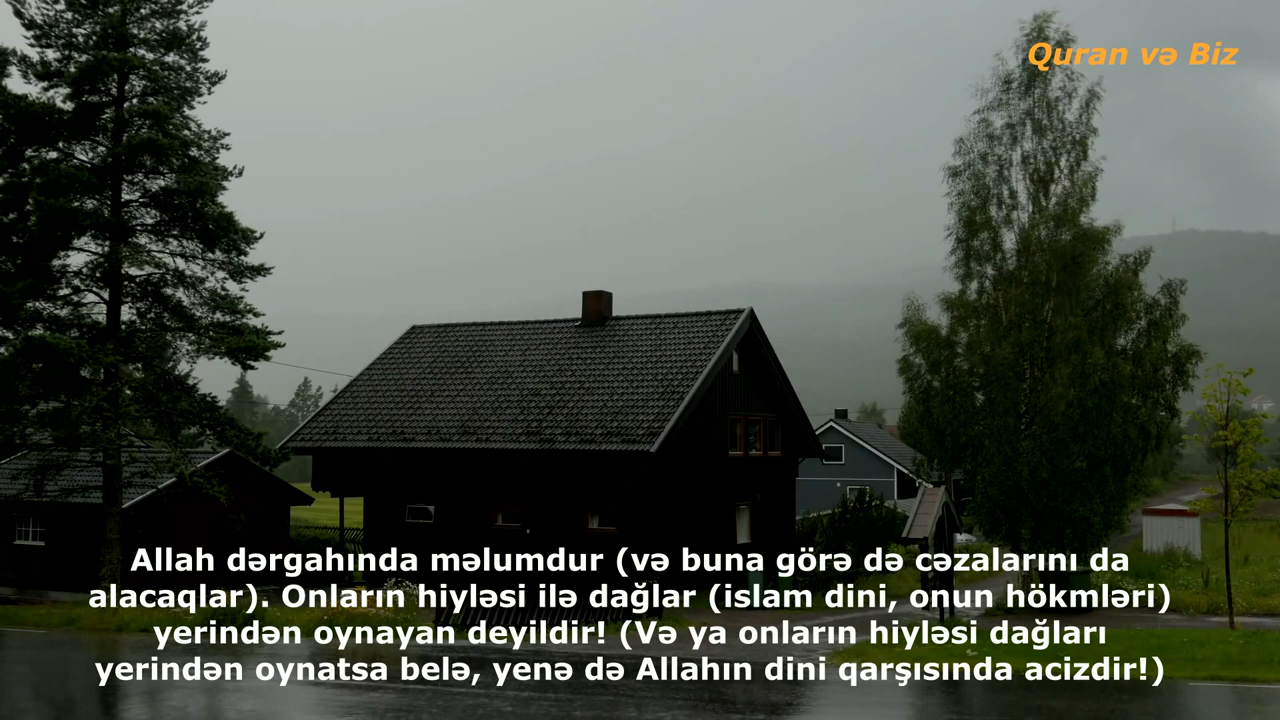 Quran və Biz
Allah dərgahında məlumdur (və buna görə də cəzalarını da
alacaqlar). Onların hiyləsi ilə dağlar (islam dini, onun hökmləri)
yerindən oynayan deyildir! (Və ya onların hiyləsi dağları
yerindən oynatsa belə, yenə də Allahın dini qarşısında acizdir!)